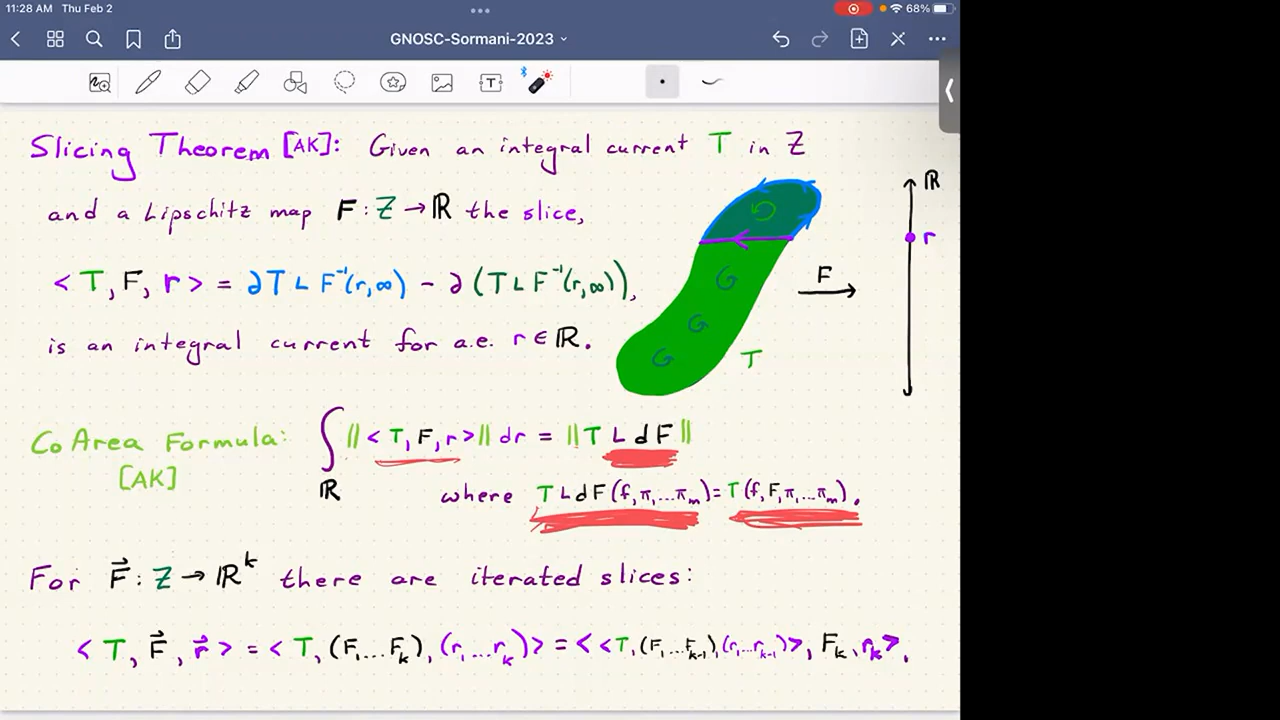 11:28 AM Thu Feb 2
68%
GNOSC-Sormani-2023
Slicing Theorem [AK]: Given an integral current T in Z
and a Lipschitz map F : Z → ℝ the slice,
< T, F, r > = ∂T ⌞ F⁻¹(r,∞) − ∂(T ⌞ F⁻¹(r,∞)),
is an integral current for a.e. r ∈ ℝ.
ℝ
r
F
T
CoArea Formula: ∫ ‖< T, F, r >‖ dr = ‖T ⌞ dF‖
[AK]
ℝ
where T ⌞ dF (f, π₁ ... πₘ) = T(f, F, π₁ ... πₘ).
For F⃗ : Z → ℝᵏ there are iterated slices:
< T, F⃗, r⃗ > = < T, (F₁...Fₖ), (r₁...rₖ) > = < < T, (F₁...Fₖ₋₁), (r₁...rₖ₋₁) >, Fₖ, rₖ >.